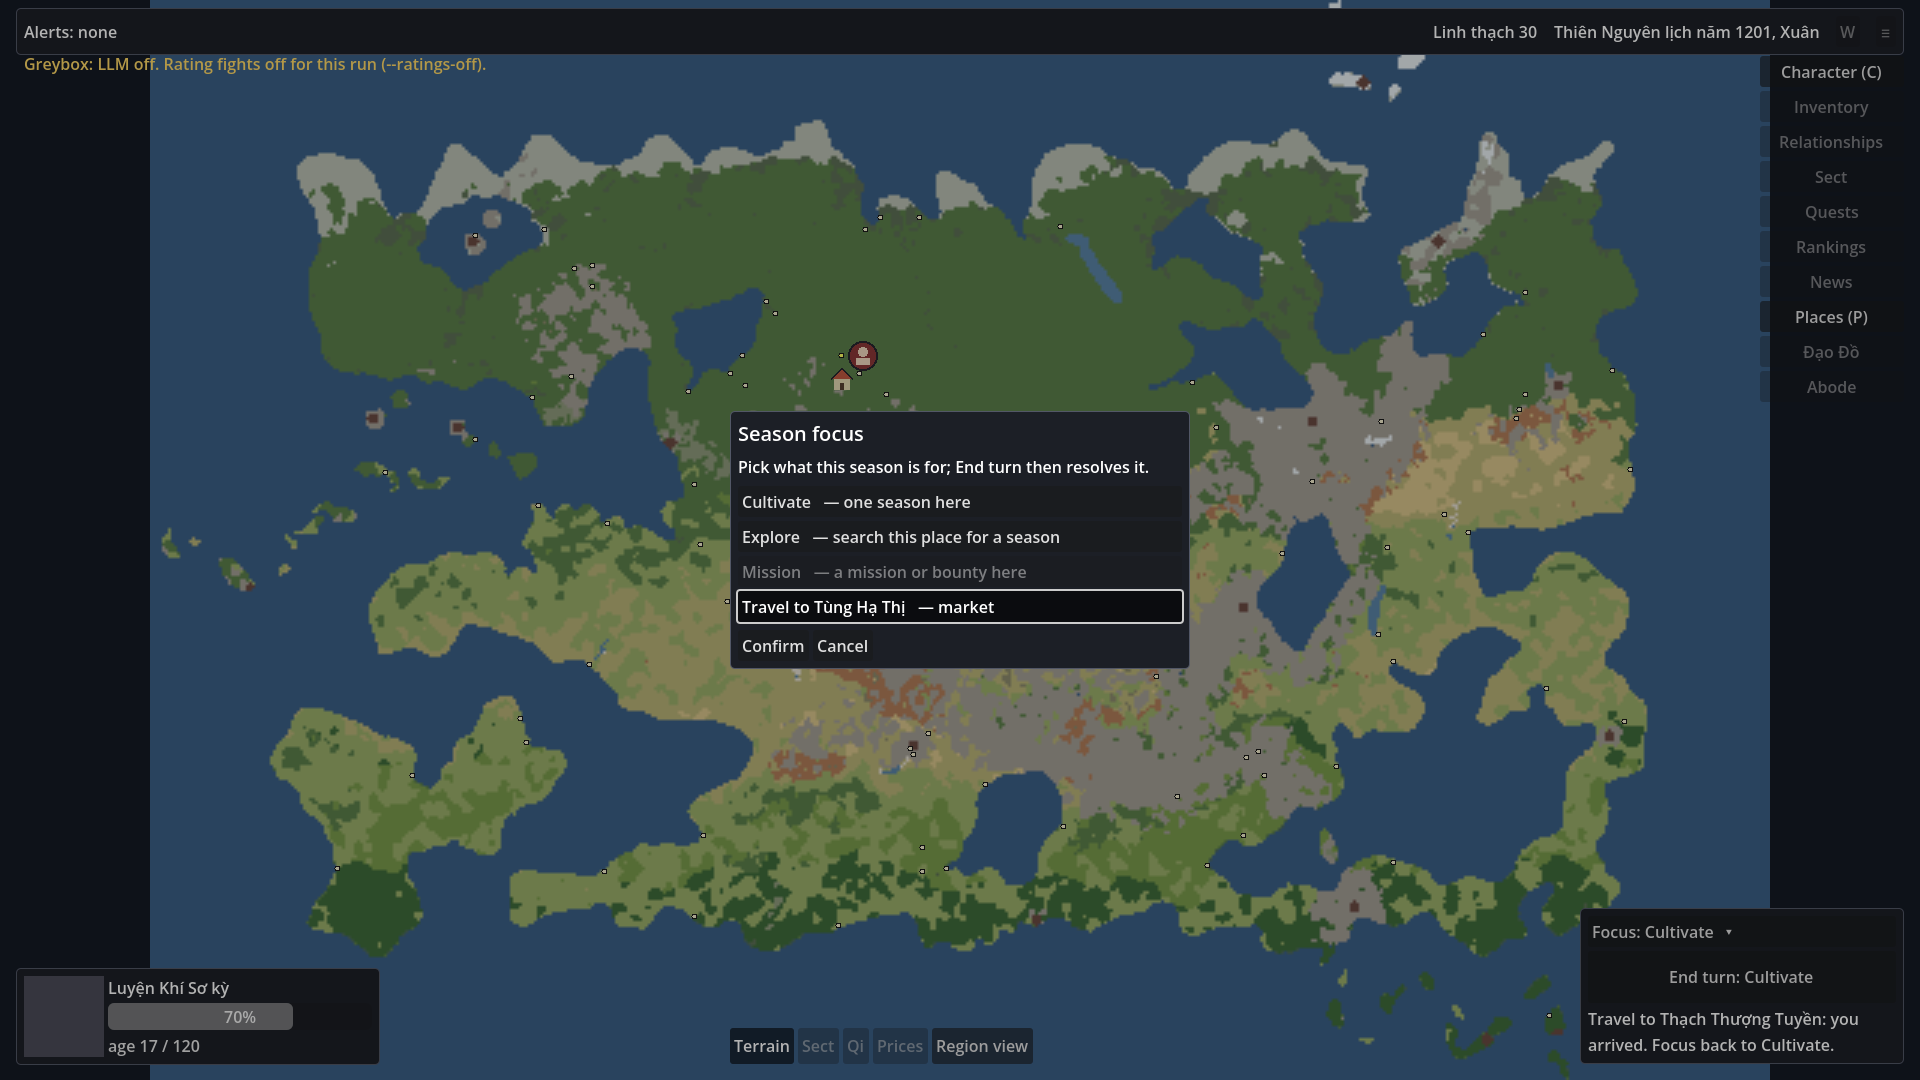 Alerts: none
Linh thạch 30 Thiên Nguyên lịch năm 1201, Xuân W ≡
Greybox: LLM off. Rating fights off for this run (--ratings-off).
Character (C)
Inventory
Relationships
Sect
Quests
Rankings
News
Places (P)
Đạo Đồ
Abode
Season focus
Pick what this season is for; End turn then resolves it.
Cultivate — one season here
Explore — search this place for a season
Mission — a mission or bounty here
Travel to Tùng Hạ Thị — market
Confirm Cancel
Focus: Cultivate ▾
End turn: Cultivate
Travel to Thạch Thượng Tuyền: you
arrived. Focus back to Cultivate.
Luyện Khí Sơ kỳ
70%
age 17 / 120
Terrain Sect Qi Prices Region view